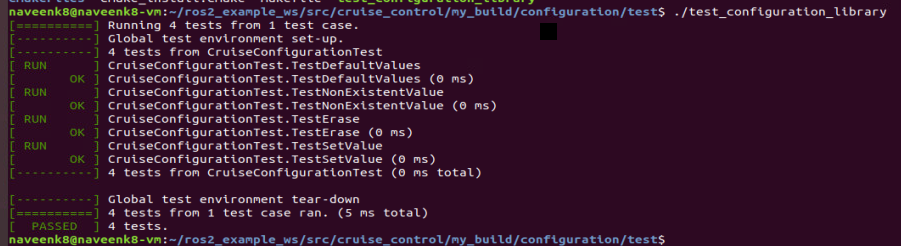 naveenk8@naveenk8-vm:~/ros2_example_ws/src/cruise_control/my_build/configuration/test$ ./test_configuration_library
[==========] Running 4 tests from 1 test case.
[----------] Global test environment set-up.
[----------] 4 tests from CruiseConfigurationTest
[ RUN      ] CruiseConfigurationTest.TestDefaultValues
[       OK ] CruiseConfigurationTest.TestDefaultValues (0 ms)
[ RUN      ] CruiseConfigurationTest.TestNonExistentValue
[       OK ] CruiseConfigurationTest.TestNonExistentValue (0 ms)
[ RUN      ] CruiseConfigurationTest.TestErase
[       OK ] CruiseConfigurationTest.TestErase (0 ms)
[ RUN      ] CruiseConfigurationTest.TestSetValue
[       OK ] CruiseConfigurationTest.TestSetValue (0 ms)
[----------] 4 tests from CruiseConfigurationTest (0 ms total)
[----------] Global test environment tear-down
[==========] 4 tests from 1 test case ran. (5 ms total)
[  PASSED  ] 4 tests.
naveenk8@naveenk8-vm:~/ros2_example_ws/src/cruise_control/my_build/configuration/test$